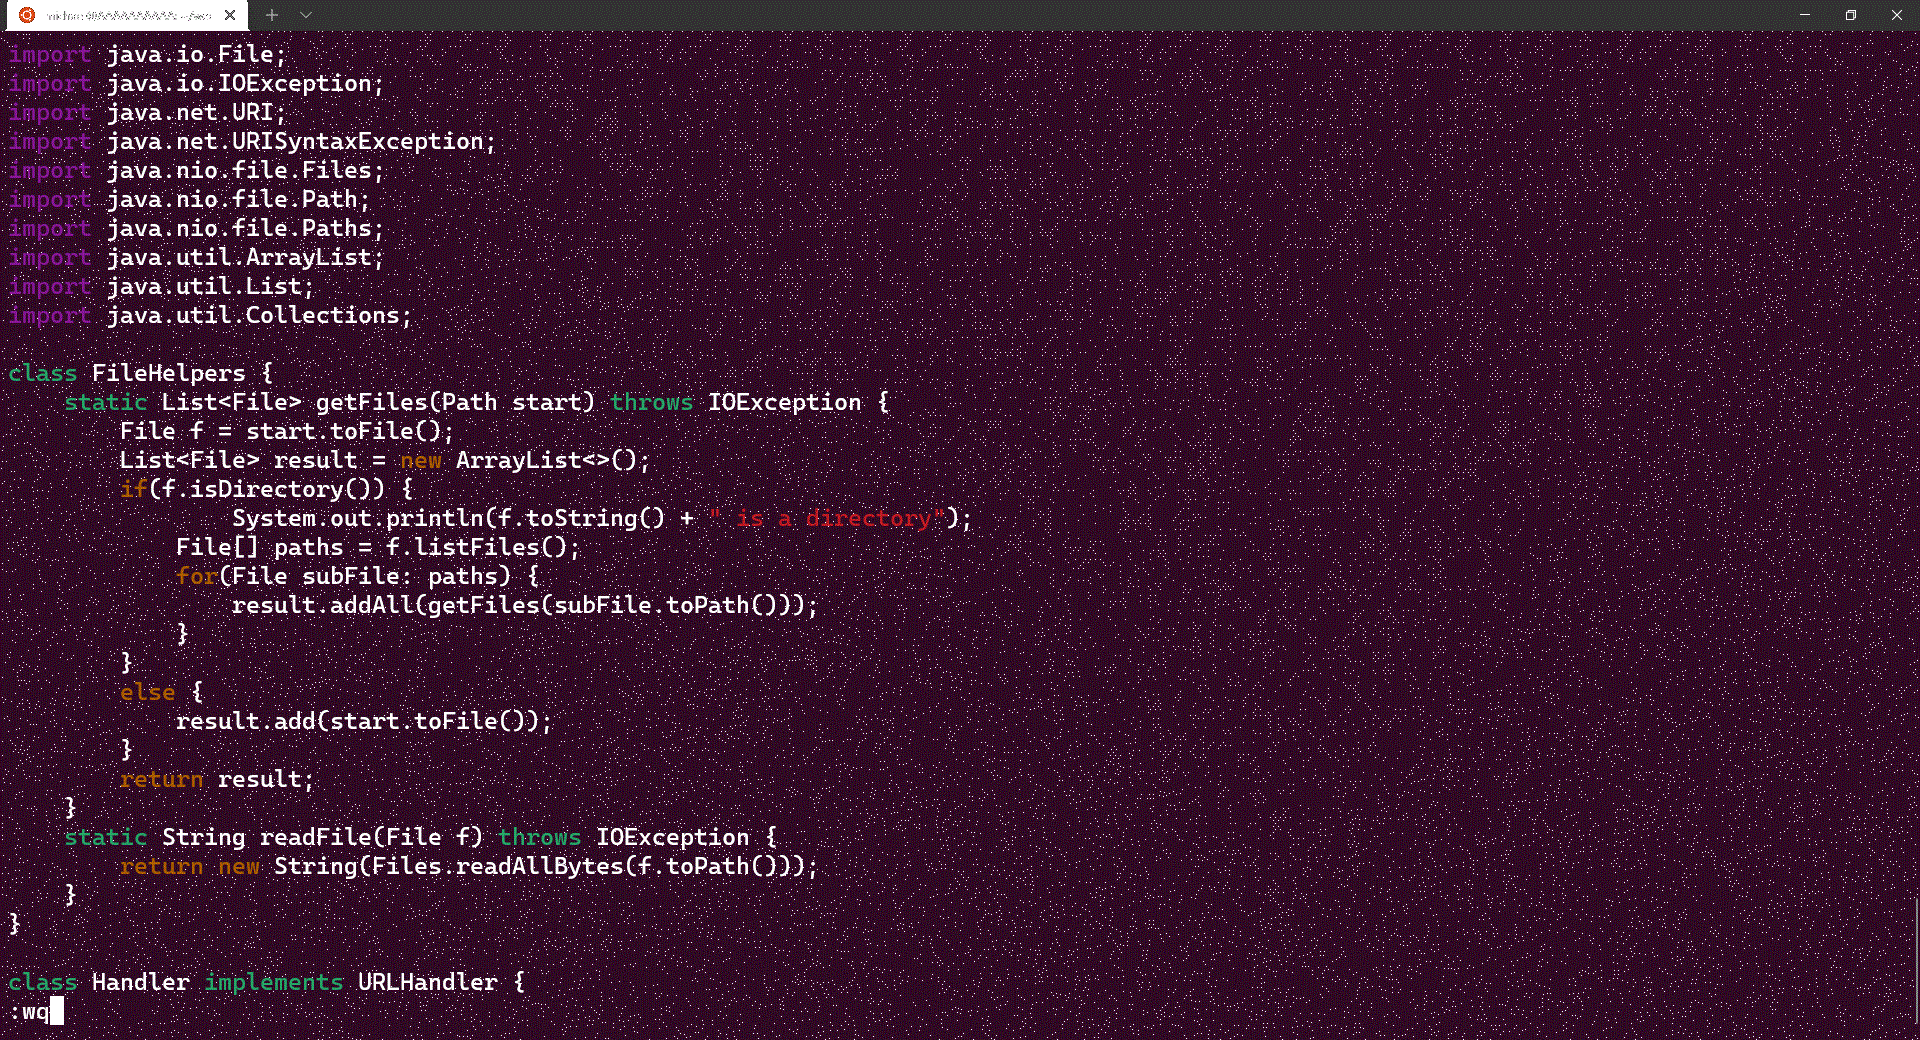 import java.io.File;
import java.io.IOException;
import java.net.URI;
import java.net.URISyntaxException;
import java.nio.file.Files;
import java.nio.file.Path;
import java.nio.file.Paths;
import java.util.ArrayList;
import java.util.List;
import java.util.Collections;

class FileHelpers {
    static List<File> getFiles(Path start) throws IOException {
        File f = start.toFile();
        List<File> result = new ArrayList<>();
        if(f.isDirectory()) {
                System.out.println(f.toString() + " is a directory");
            File[] paths = f.listFiles();
            for(File subFile: paths) {
                result.addAll(getFiles(subFile.toPath()));
            }
        }
        else {
            result.add(start.toFile());
        }
        return result;
    }
    static String readFile(File f) throws IOException {
        return new String(Files.readAllBytes(f.toPath()));
    }
}

class Handler implements URLHandler {
:wq